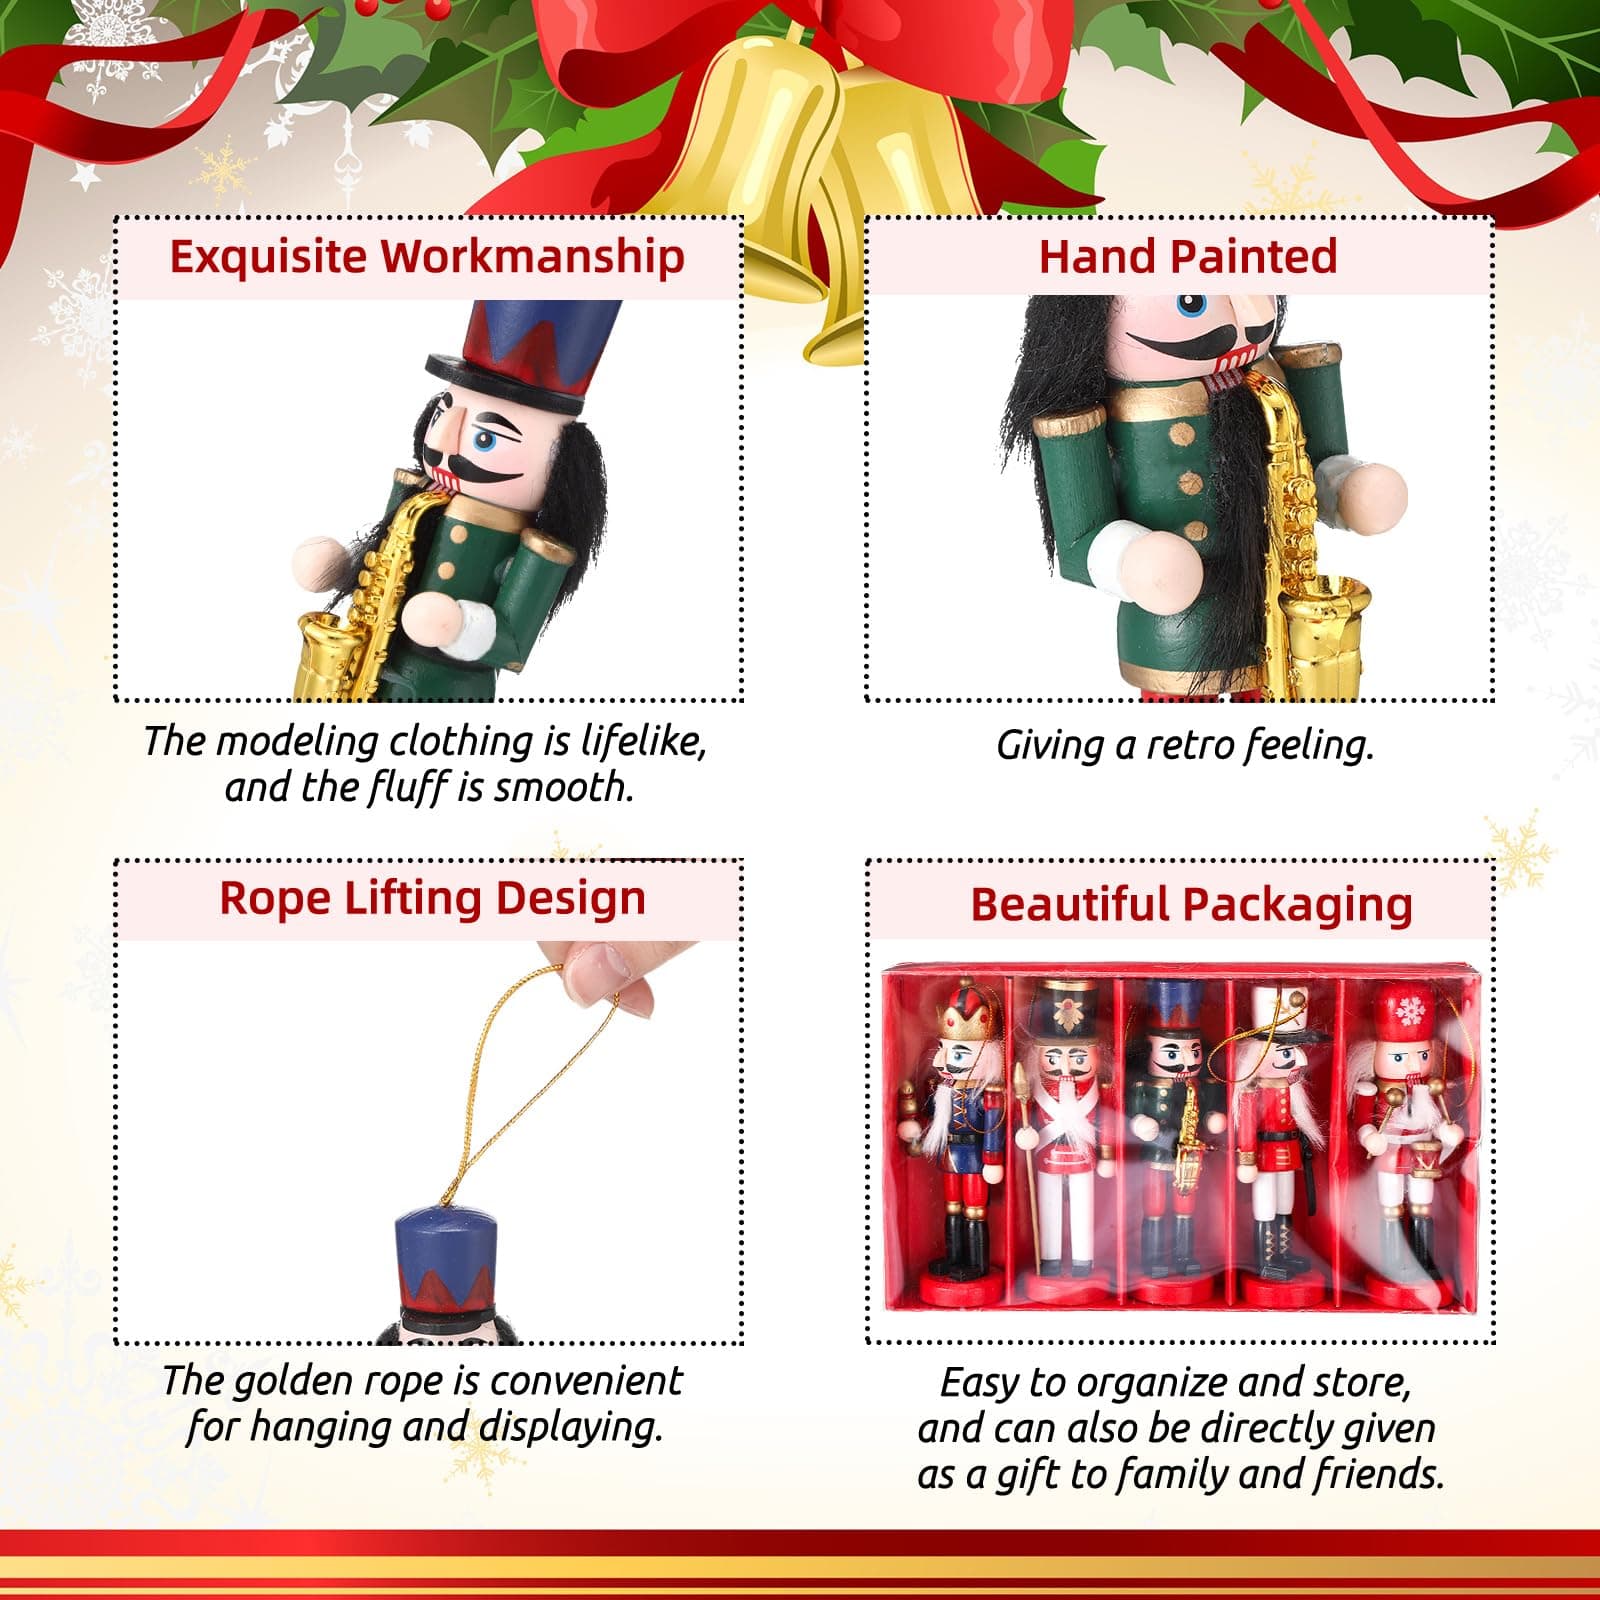 Exquisite Workmanship
The modeling clothing is lifelike,
and the fluff is smooth.
Hand Painted
Giving a retro feeling.
Rope Lifting Design
The golden rope is convenient
for hanging and displaying.
Beautiful Packaging
Easy to organize and store,
and can also be directly given
as a gift to family and friends.